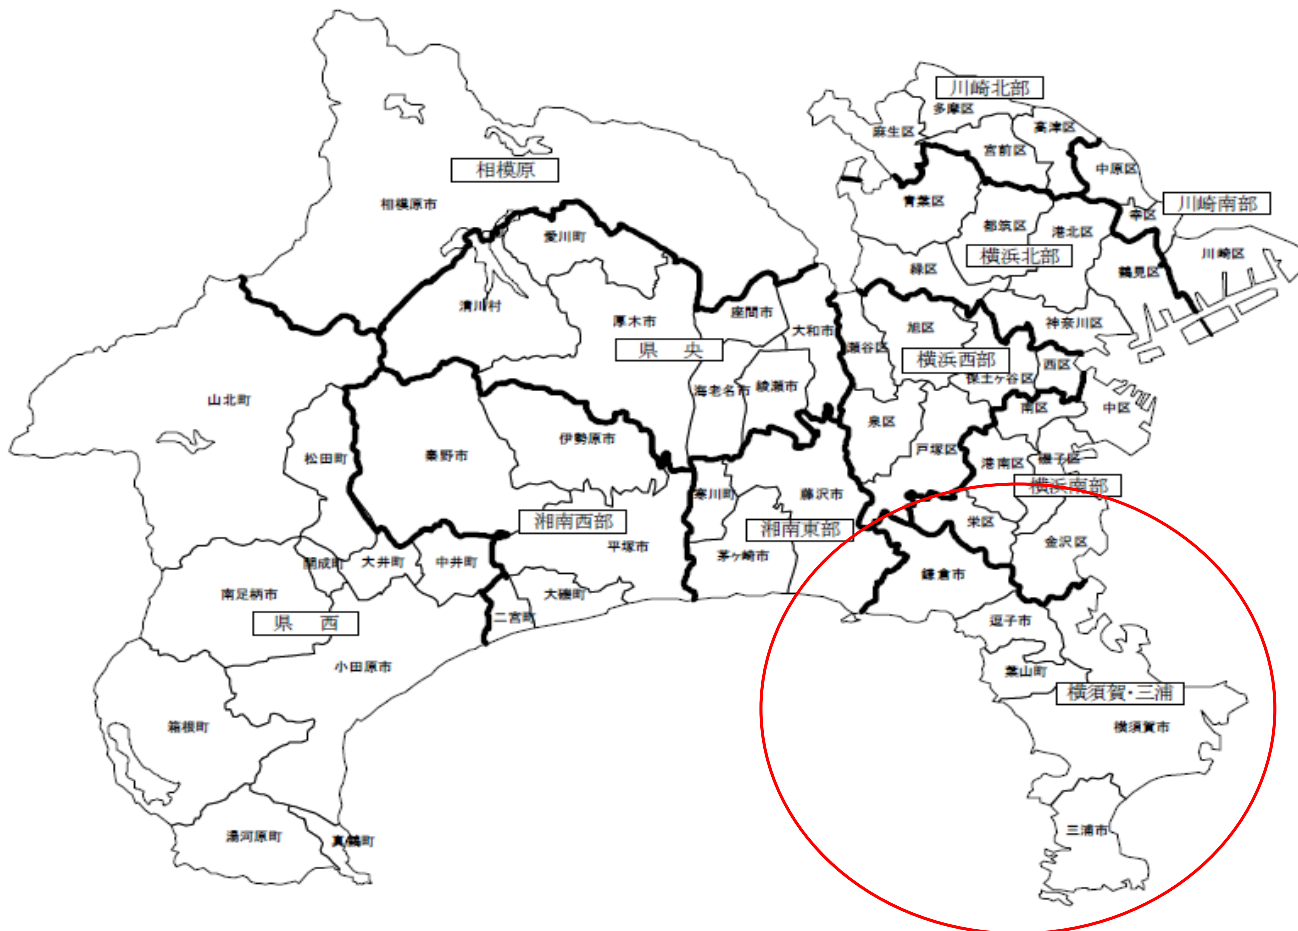 川崎北部
多摩区
高津区
麻生区
宮前区
中原区
相模原
相模原市
青葉区
川崎南部
幸区
都筑区
港北区
愛川町
横浜北部
川崎区
緑区
鶴見区
清川村
厚木市
座間市
大和市
神奈川区
旭区
瀬谷区
県 央
横浜西部
西区
保土ヶ谷区
海老名市
綾瀬市
山北町
南区
中区
泉区
伊勢原市
戸塚区
秦野市
松田町
港南区
磯子区
横浜南部
寒川町
藤沢市
湘南西部
湘南東部
栄区
平塚市
金沢区
茅ヶ崎市
開成町
大井町
中井町
鎌倉市
南足柄市
大磯町
二宮町
県 西
逗子市
小田原市
葉山町
横須賀・三浦
箱根町
横須賀市
三浦市
湯河原町
真鶴町